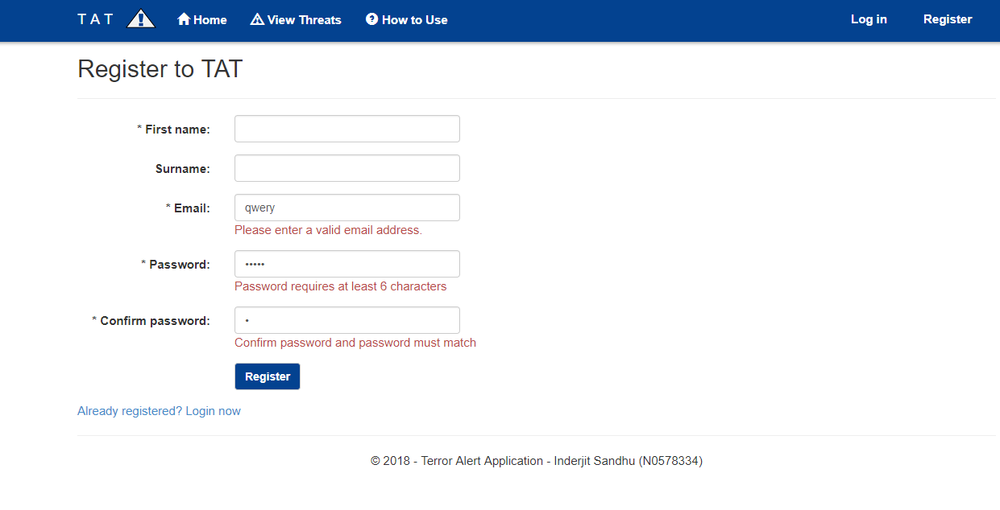 T A T Home View Threats How to Use Log in Register
Register to TAT
* First name:
Surname:
* Email: qwery
Please enter a valid email address.
* Password: •••••
Password requires at least 6 characters
* Confirm password: •
Confirm password and password must match
Register
Already registered? Login now
© 2018 - Terror Alert Application - Inderjit Sandhu (N0578334)